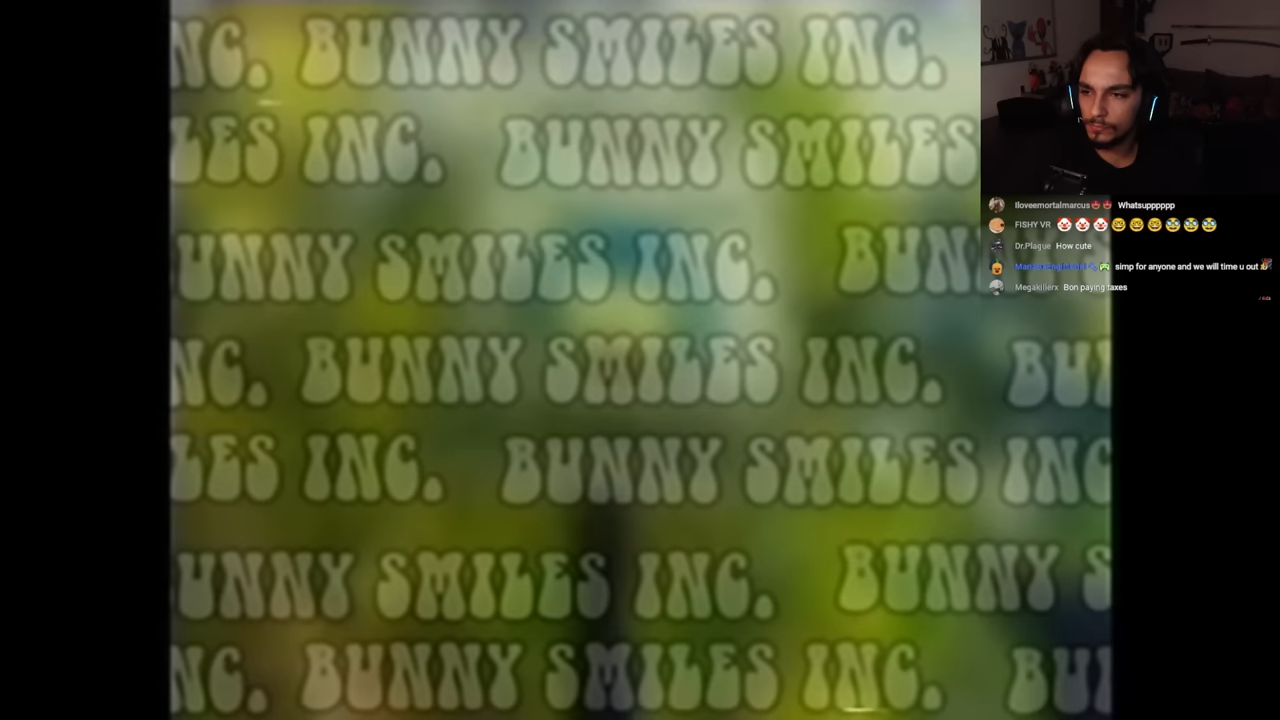 NC. BUNNY SMILES INC.
LES INC. BUNNY SMILES
UNNY SMILES INC. BUN
NC. BUNNY SMILES INC. BUN
LES INC. BUNNY SMILES INC
UNNY SMILES INC. BUNNY S
NC. BUNNY SMILES INC. BUN
Iloveemortalmarcus Whatsupppppp
FISHY VR
Dr.Plague How cute
simp for anyone and we will time u out
Megakillerx Bon paying taxes